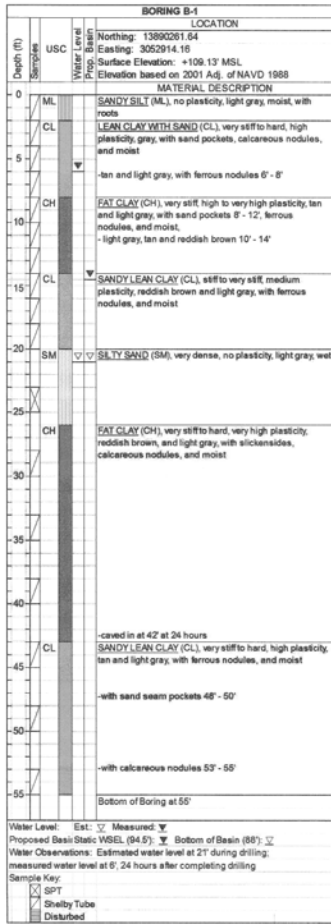 BORING B-1
LOCATION
Northing: 13890261.64
Easting: 3052914.16
Surface Elevation: +109.13' MSL
Elevation based on 2001 Adj. of NAVD 1988
Depth (ft)
Samples
USC
Water Level
Prop. Basin
MATERIAL DESCRIPTION
0
ML SANDY SILT (ML), no plasticity, light gray, moist, with
roots
CL LEAN CLAY WITH SAND (CL), very stiff to hard, high
plasticity, gray, with sand pockets, calcareous nodules,
and moist
5
-tan and light gray, with ferrous nodules 6' - 8'
CH FAT CLAY (CH), very stiff, high to very high plasticity, tan
and light gray, with sand pockets 8' - 12', ferrous
10
nodules, and moist,
- light gray, tan and reddish brown 10' - 14'
CL SANDY LEAN CLAY (CL), stiff to very stiff, medium
15
plasticity, reddish brown and light gray, with ferrous
nodules, and moist
20
SM SILTY SAND (SM), very dense, no plasticity, light gray, wet
25
CH FAT CLAY (CH), very stiff to hard, very high plasticity,
reddish brown, and light gray, with slickensides,
calcareous nodules, and moist
30
35
40
-caved in at 42' at 24 hours
CL SANDY LEAN CLAY (CL), very stiff to hard, high plasticity,
tan and light gray, with ferrous nodules, and moist
45
-with sand seam pockets 48' - 50'
50
-with calcareous nodules 53' - 55'
55
Bottom of Boring at 55'
Water Level: Est.: ▽ Measured: ▼
Proposed Basin Static WSEL (94.5'): ▼ Bottom of Basin (88'): ▽
Water Observations: Estimated water level at 21' during drilling;
measured water level at 6', 24 hours after completing drilling
Sample Key:
SPT
Shelby Tube
Disturbed